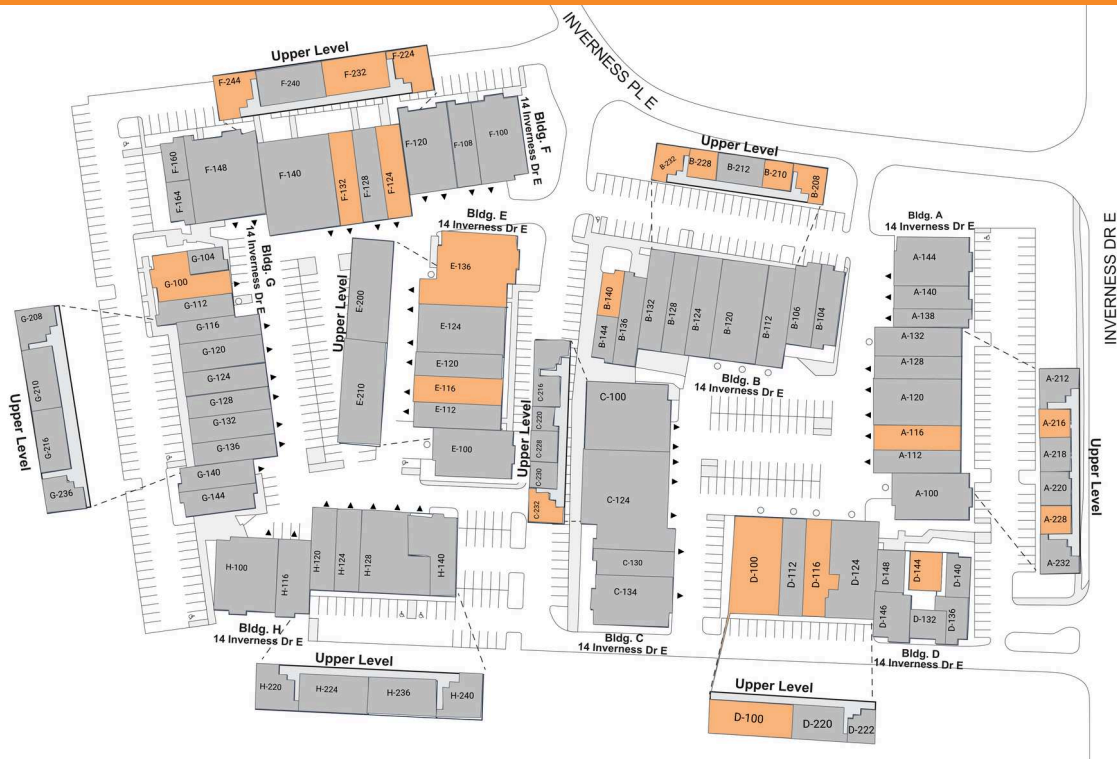 INVERNESS PL E
INVERNESS DR E
Upper Level
F-244
F-240
F-232
F-224
Bldg. F
14 Inverness Dr E
F-160
F-164
F-148
F-140
F-132
F-128
F-124
F-120
F-108
F-100
Upper Level
B-232
B-228
B-212
B-210
B-208
Bldg. A
14 Inverness Dr E
A-144
A-140
A-138
A-132
A-128
A-120
A-116
A-112
A-100
Upper Level
A-212
A-216
A-218
A-220
A-228
A-232
Bldg. G
14 Inverness Dr E
G-104
G-100
G-112
G-116
G-120
G-124
G-128
G-132
G-136
G-140
G-144
Upper Level
G-208
G-210
G-216
G-236
Bldg. E
14 Inverness Dr E
E-136
E-124
E-120
E-116
E-112
E-100
Upper Level
E-200
E-210
B-140
B-144
B-136
B-132
B-128
B-124
B-120
B-112
B-106
B-104
Bldg. B
14 Inverness Dr E
Upper Level
C-216
C-220
C-228
C-230
C-232
C-100
C-124
C-130
C-134
Bldg. C
14 Inverness Dr E
H-100
H-116
H-120
H-124
H-128
H-140
Bldg. H
14 Inverness Dr E
Upper Level
H-220
H-224
H-236
H-240
D-100
D-112
D-116
D-124
D-148
D-144
D-140
D-146
D-132
D-136
Bldg. D
14 Inverness Dr E
Upper Level
D-100
D-220
D-222